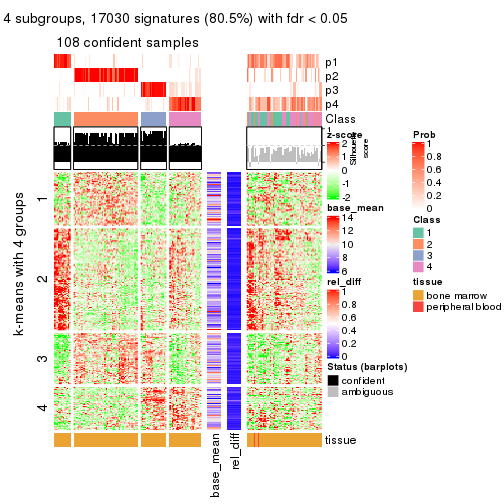 4 subgroups, 17030 signatures (80.5%) with fdr < 0.05
108 confident samples
p1
p2
p3
p4
Class
1
Silhouette
score
k-means with 4 groups
1
2
3
4
tissue
base_mean
rel_diff
z-score
2
1
0
-1
-2
base_mean
14
12
10
8
6
rel_diff
1
0.8
0.6
0.4
0.2
0
Status (barplots)
confident
ambiguous
Prob
1
0.8
0.6
0.4
0.2
0
Class
1
2
3
4
tissue
bone marrow
peripheral blood